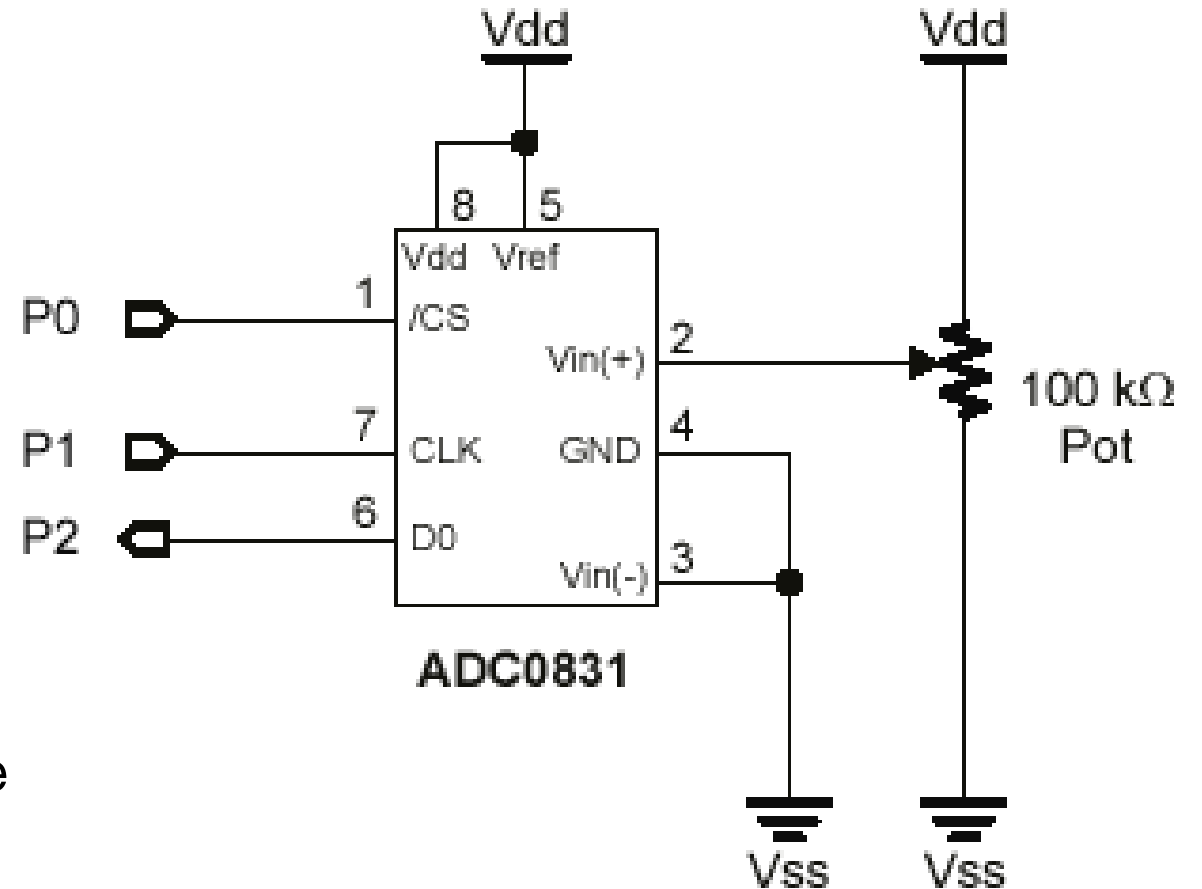 Vdd
Vdd
8 5
Vdd Vref
P0
1
/CS
Vin(+)
2
100 kΩ
Pot
P1
7
CLK
GND
4
P2
6
D0
Vin(-)
3
ADC0831
e
Vss
Vss